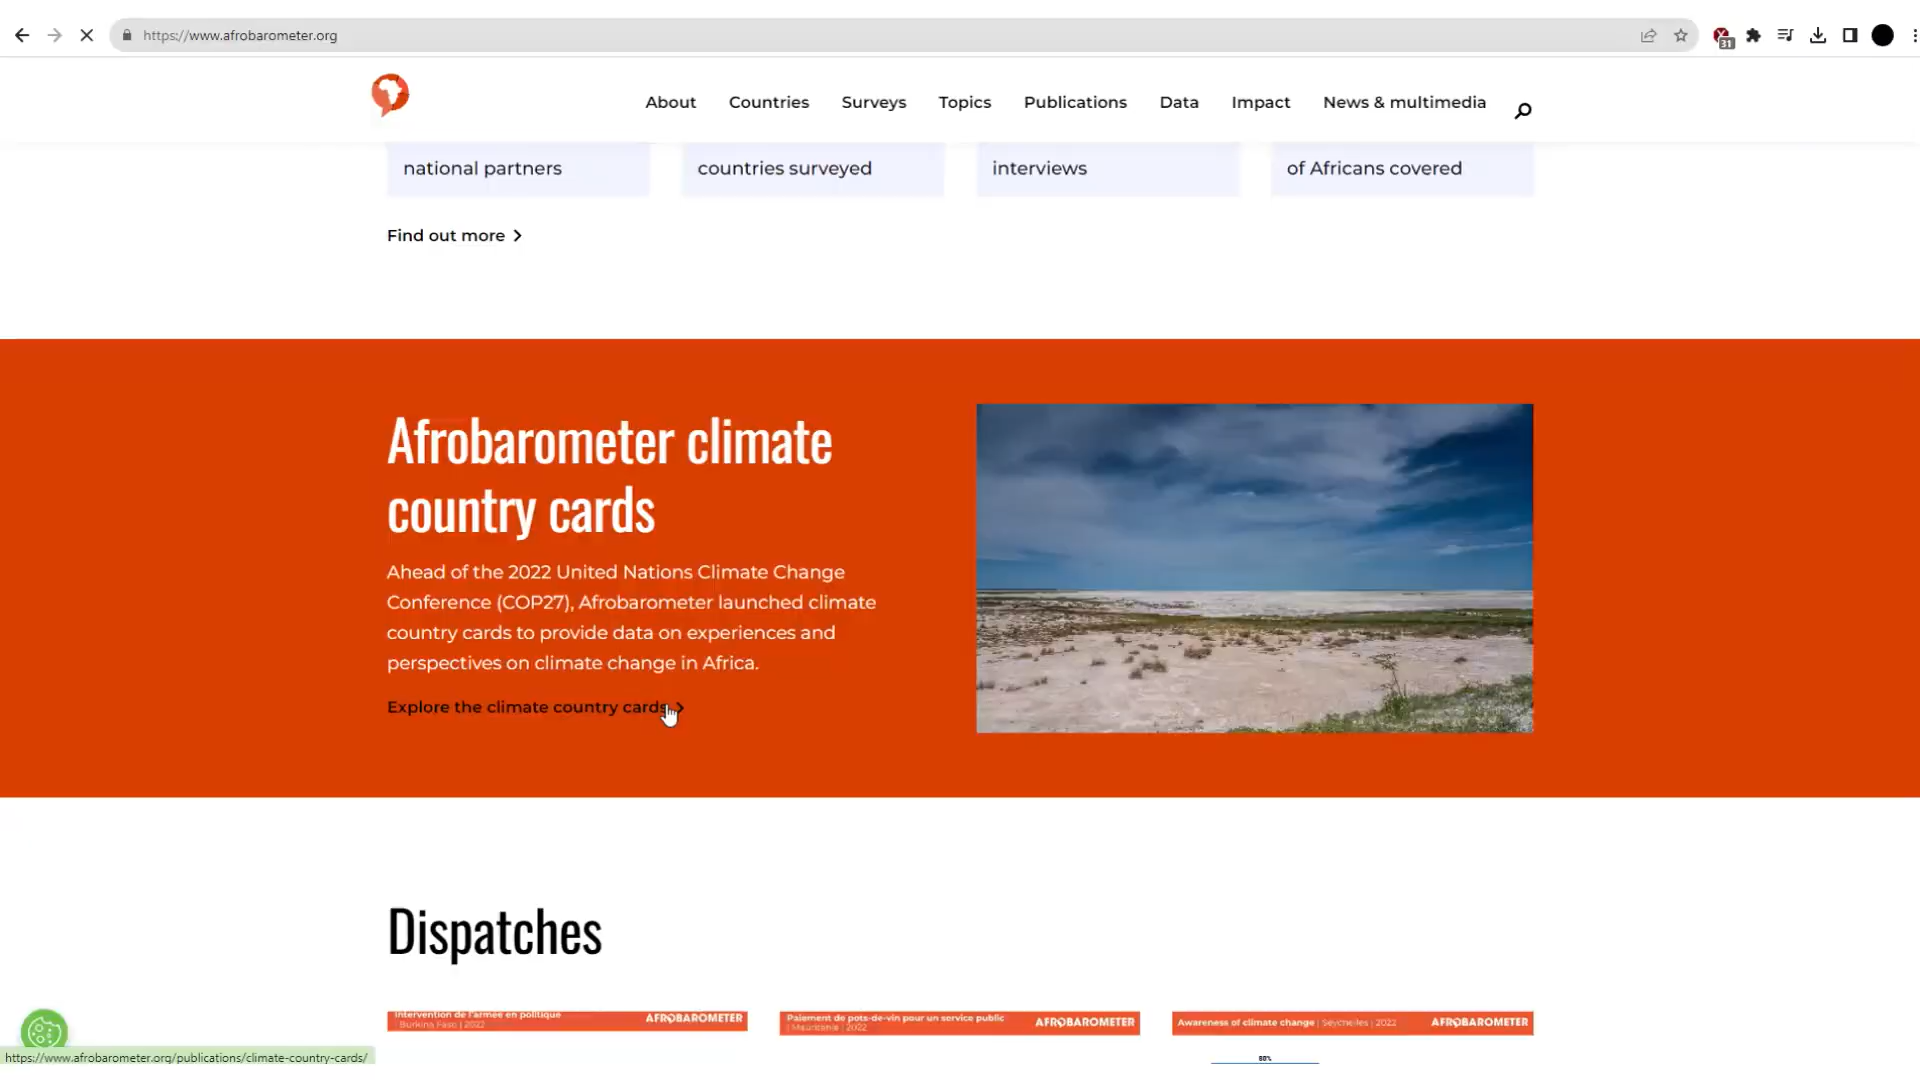 https://www.afrobarometer.org
31
About Countries Surveys Topics Publications Data Impact News & multimedia
national partners
countries surveyed
interviews
of Africans covered
Find out more
Afrobarometer climate
country cards
Ahead of the 2022 United Nations Climate Change
Conference (COP27), Afrobarometer launched climate
country cards to provide data on experiences and
perspectives on climate change in Africa.
Explore the climate country cards
Dispatches
Intervention de l'armée en politique
| Burkina Faso | 2022
AFROBAROMETER
Paiement de pots-de-vin pour un service public
| Mauritanie | 2022
AFROBAROMETER
Awareness of climate change | Seychelles | 2022
AFROBAROMETER
https://www.afrobarometer.org/publications/climate-country-cards/